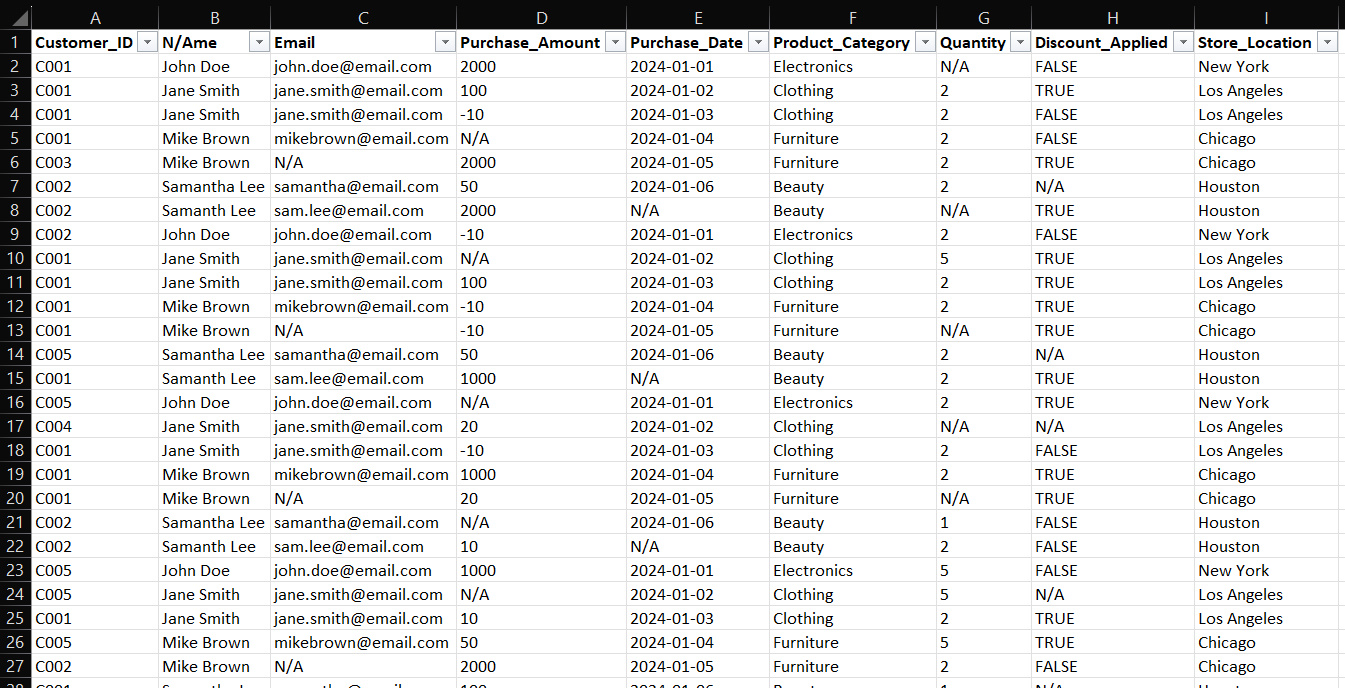 A B C D E F G H I
1 Customer_ID N/Ame Email Purchase_Amount Purchase_Date Product_Category Quantity Discount_Applied Store_Location
2 C001 John Doe john.doe@email.com 2000 2024-01-01 Electronics N/A FALSE New York
3 C001 Jane Smith jane.smith@email.com 100 2024-01-02 Clothing 2 TRUE Los Angeles
4 C001 Jane Smith jane.smith@email.com -10 2024-01-03 Clothing 2 FALSE Los Angeles
5 C001 Mike Brown mikebrown@email.com N/A 2024-01-04 Furniture 2 FALSE Chicago
6 C003 Mike Brown N/A 2000 2024-01-05 Furniture 2 TRUE Chicago
7 C002 Samantha Lee samantha@email.com 50 2024-01-06 Beauty 2 N/A Houston
8 C002 Samanth Lee sam.lee@email.com 2000 N/A Beauty N/A TRUE Houston
9 C002 John Doe john.doe@email.com -10 2024-01-01 Electronics 2 FALSE New York
10 C001 Jane Smith jane.smith@email.com N/A 2024-01-02 Clothing 5 TRUE Los Angeles
11 C001 Jane Smith jane.smith@email.com 100 2024-01-03 Clothing 2 TRUE Los Angeles
12 C001 Mike Brown mikebrown@email.com -10 2024-01-04 Furniture 2 TRUE Chicago
13 C001 Mike Brown N/A -10 2024-01-05 Furniture N/A TRUE Chicago
14 C005 Samantha Lee samantha@email.com 50 2024-01-06 Beauty 2 N/A Houston
15 C001 Samanth Lee sam.lee@email.com 1000 N/A Beauty 2 TRUE Houston
16 C005 John Doe john.doe@email.com N/A 2024-01-01 Electronics 2 TRUE New York
17 C004 Jane Smith jane.smith@email.com 20 2024-01-02 Clothing N/A N/A Los Angeles
18 C001 Jane Smith jane.smith@email.com -10 2024-01-03 Clothing 2 FALSE Los Angeles
19 C001 Mike Brown mikebrown@email.com 1000 2024-01-04 Furniture 2 TRUE Chicago
20 C001 Mike Brown N/A 20 2024-01-05 Furniture N/A TRUE Chicago
21 C002 Samantha Lee samantha@email.com N/A 2024-01-06 Beauty 1 FALSE Houston
22 C002 Samanth Lee sam.lee@email.com 10 N/A Beauty 2 FALSE Houston
23 C005 John Doe john.doe@email.com 1000 2024-01-01 Electronics 5 FALSE New York
24 C005 Jane Smith jane.smith@email.com N/A 2024-01-02 Clothing 5 N/A Los Angeles
25 C001 Jane Smith jane.smith@email.com 10 2024-01-03 Clothing 2 TRUE Los Angeles
26 C005 Mike Brown mikebrown@email.com 50 2024-01-04 Furniture 5 TRUE Chicago
27 C002 Mike Brown N/A 2000 2024-01-05 Furniture 2 FALSE Chicago